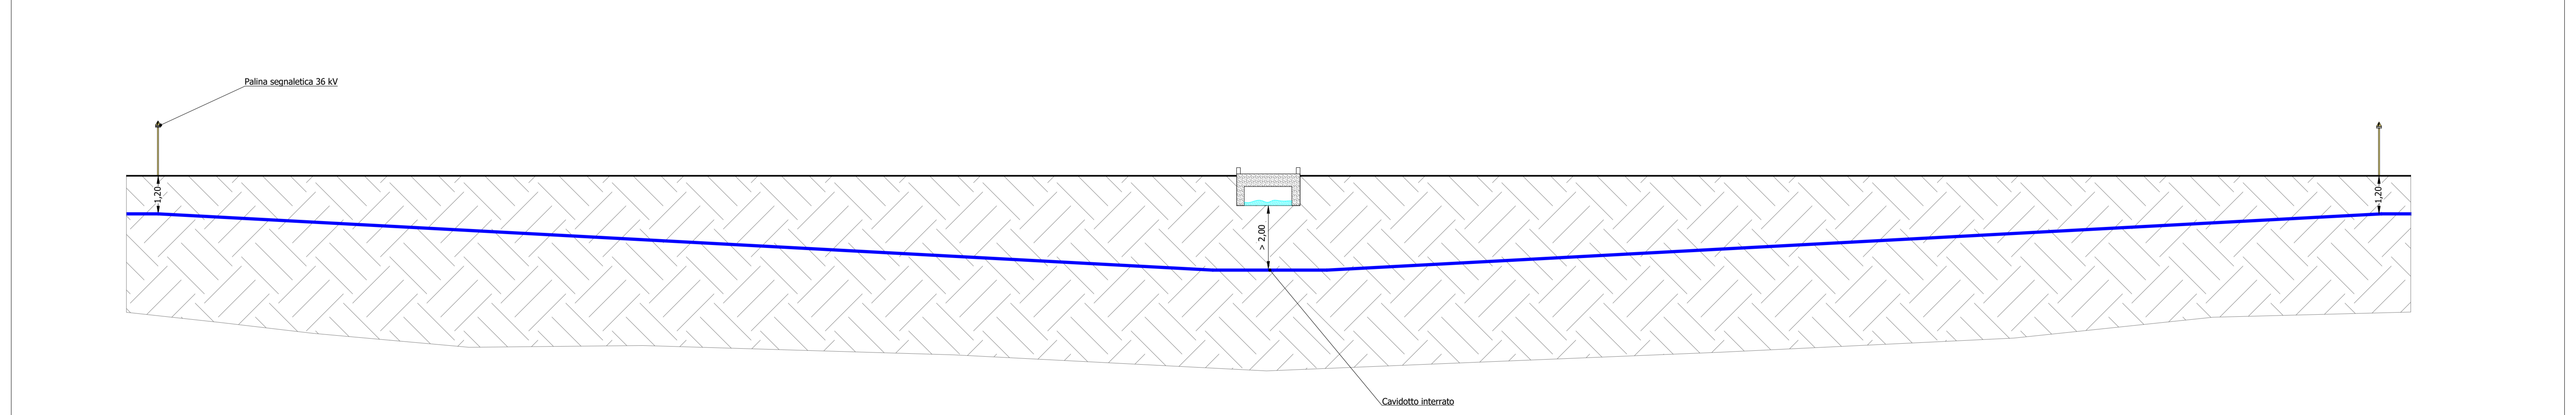 Palina segnaletica 36 kV
1,20
> 2,00
1,20
Cavidotto interrato